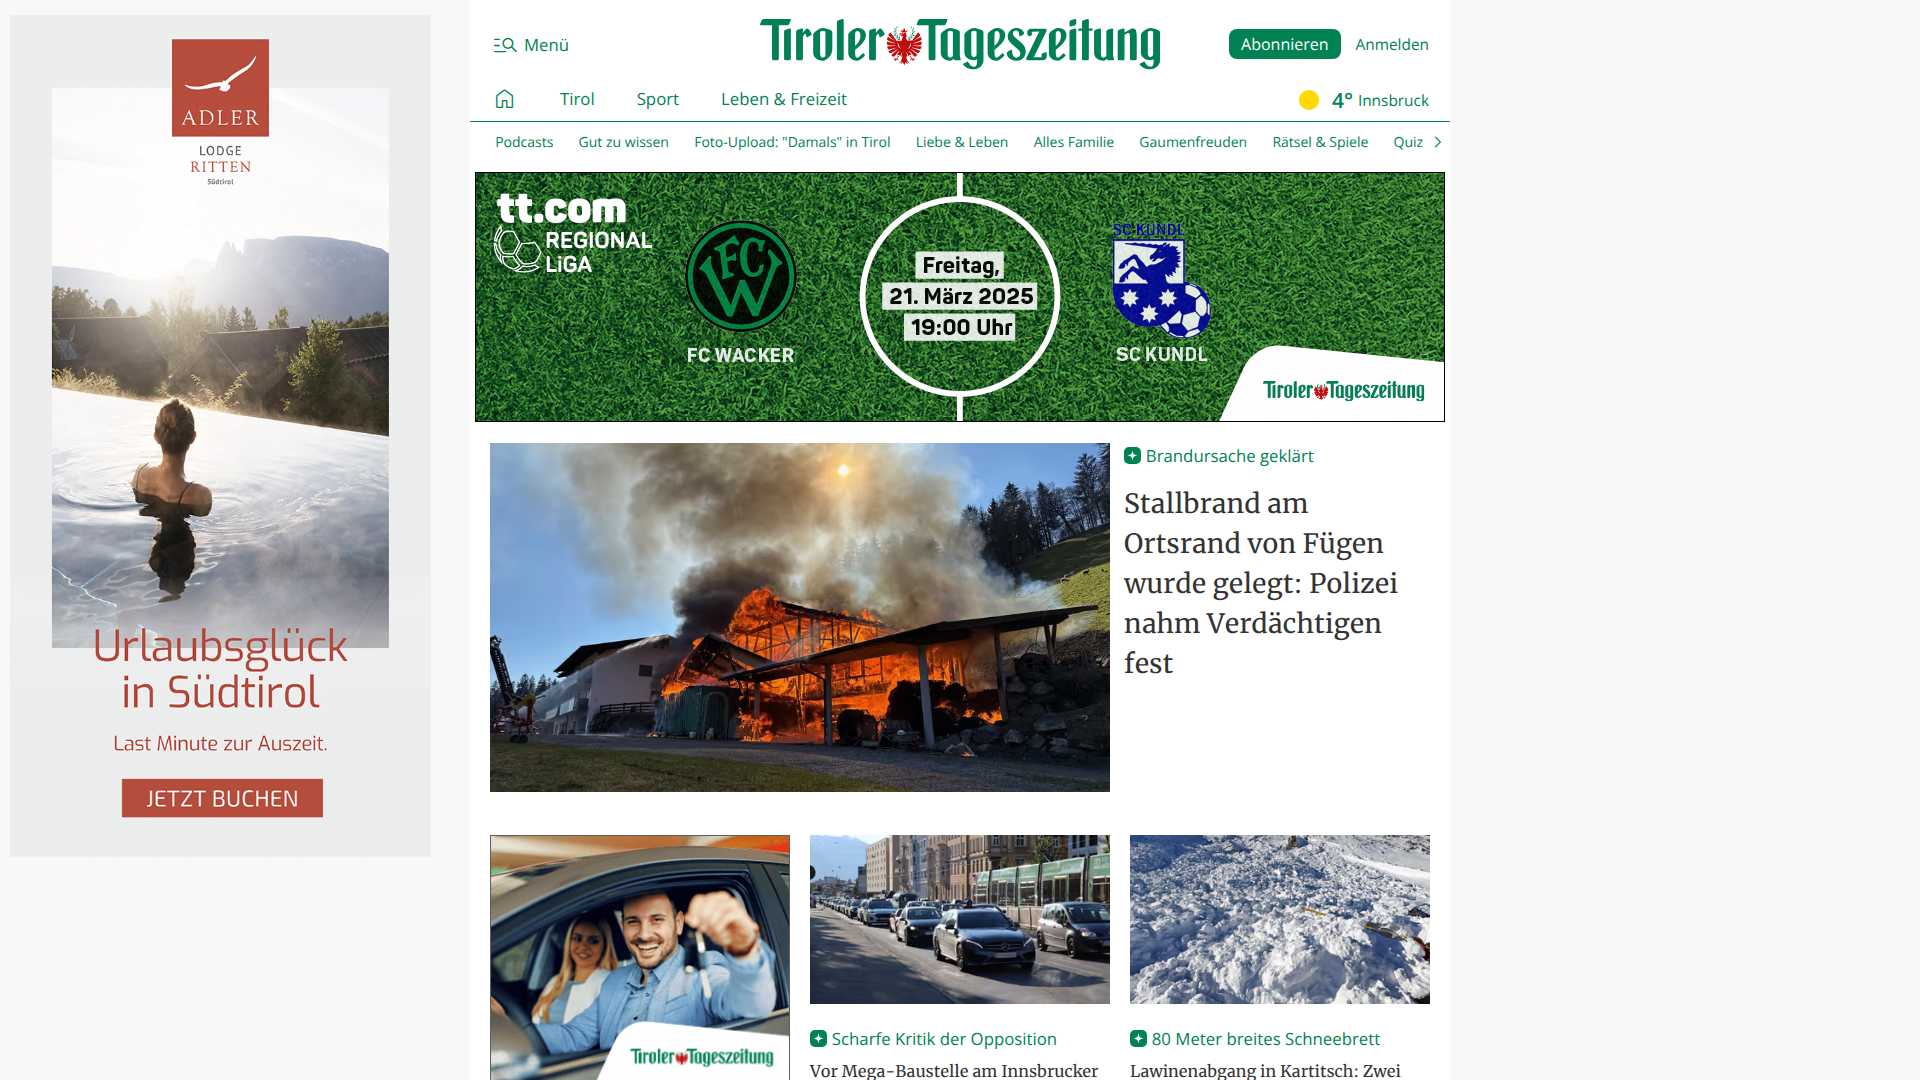 ADLER
LODGE
RITTEN
Südtirol
Urlaubsglück
in Südtirol
Last Minute zur Auszeit.
JETZT BUCHEN
Menü
Tiroler Tageszeitung
Abonnieren
Anmelden
Tirol
Sport
Leben & Freizeit
4° Innsbruck
Podcasts
Gut zu wissen
Foto-Upload: "Damals" in Tirol
Liebe & Leben
Alles Familie
Gaumenfreuden
Rätsel & Spiele
Quiz
tt.com
REGIONAL
LiGA
FCW
FC WACKER
Freitag,
21. März 2025
19:00 Uhr
SC KUNDL
SC KUNDL
Tiroler Tageszeitung
Brandursache geklärt
Stallbrand am
Ortsrand von Fügen
wurde gelegt: Polizei
nahm Verdächtigen
fest
Tiroler Tageszeitung
Scharfe Kritik der Opposition
Vor Mega-Baustelle am Innsbrucker
80 Meter breites Schneebrett
Lawinenabgang in Kartitsch: Zwei